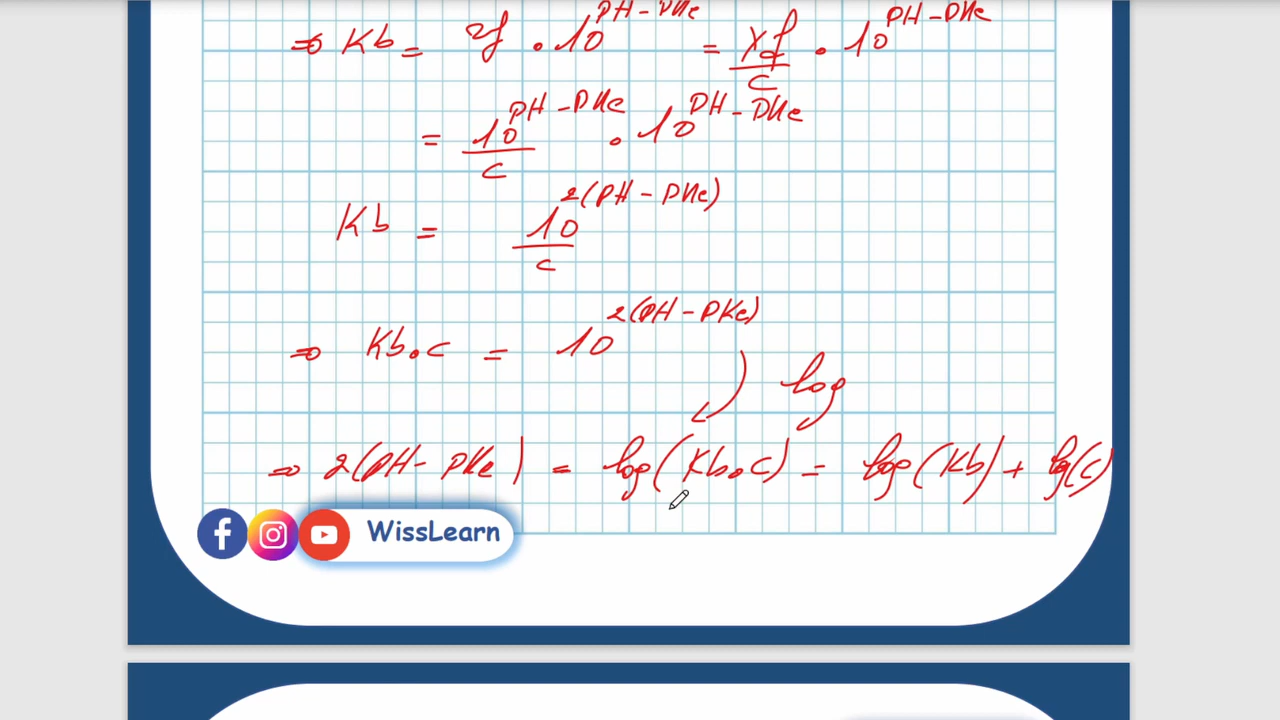 ⇒ Kb = τf . 10^PH-PKe = xf/c . 10^PH-PKe
= 10^PH-PKe/c . 10^PH-PKe
Kb = 10^2(PH-PKe)/c
⇒ Kb.c = 10^2(PH-PKe)
log
⇒ 2(PH-PKe) = log(Kb.c) = log(Kb) + log(c)
WissLearn